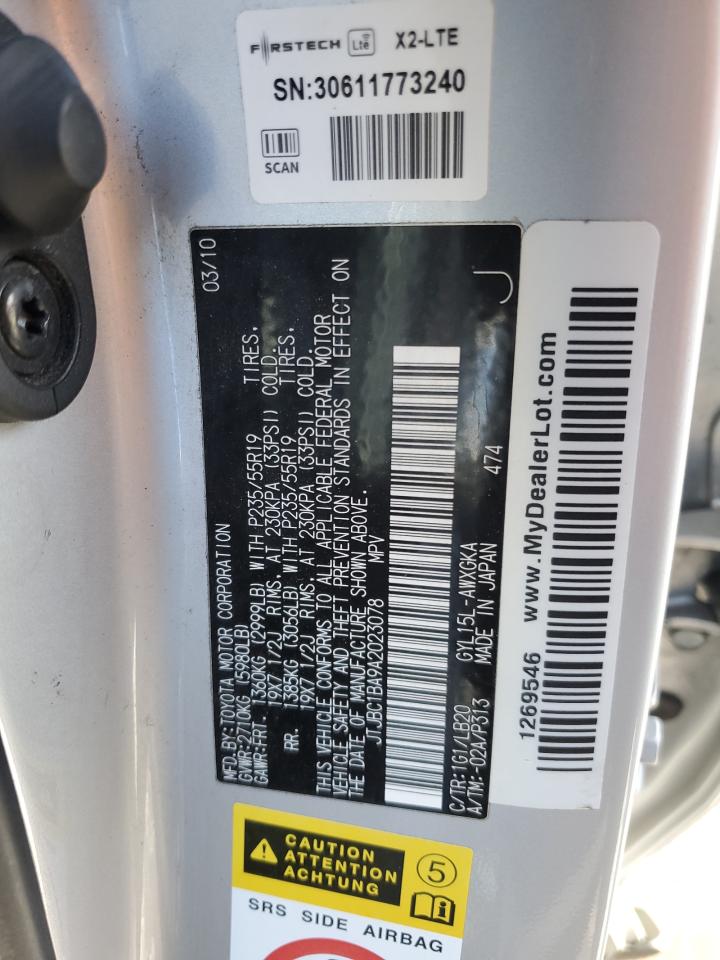 FIRSTECH Lte X2-LTE
SN:30611773240
SCAN
MFD.BY:TOYOTA MOTOR CORPORATION 03/10
GVWR:2710KG (5980LB)
GAWR:FRT. 1360KG (2999LB) WITH P235/55R19 TIRES,
19X7 1/2J RIMS, AT 230KPA (33PSI) COLD.
RR. 1385KG (3056LB) WITH P235/55R19 TIRES,
19X7 1/2J RIMS, AT 230KPA (33PSI) COLD.
THIS VEHICLE CONFORMS TO ALL APPLICABLE FEDERAL MOTOR
VEHICLE SAFETY AND THEFT PREVENTION STANDARDS IN EFFECT ON
THE DATE OF MANUFACTURE SHOWN ABOVE.
JTJBC1BA9A2023078 MPV
C/TR:1G1/LB20 GYL15L-AWXGKA 474
A/TM:-02A/P313 MADE IN JAPAN
J
1269546 www.MyDealerLot.com
CAUTION
ATTENTION
ACHTUNG
5
SRS SIDE AIRBAG